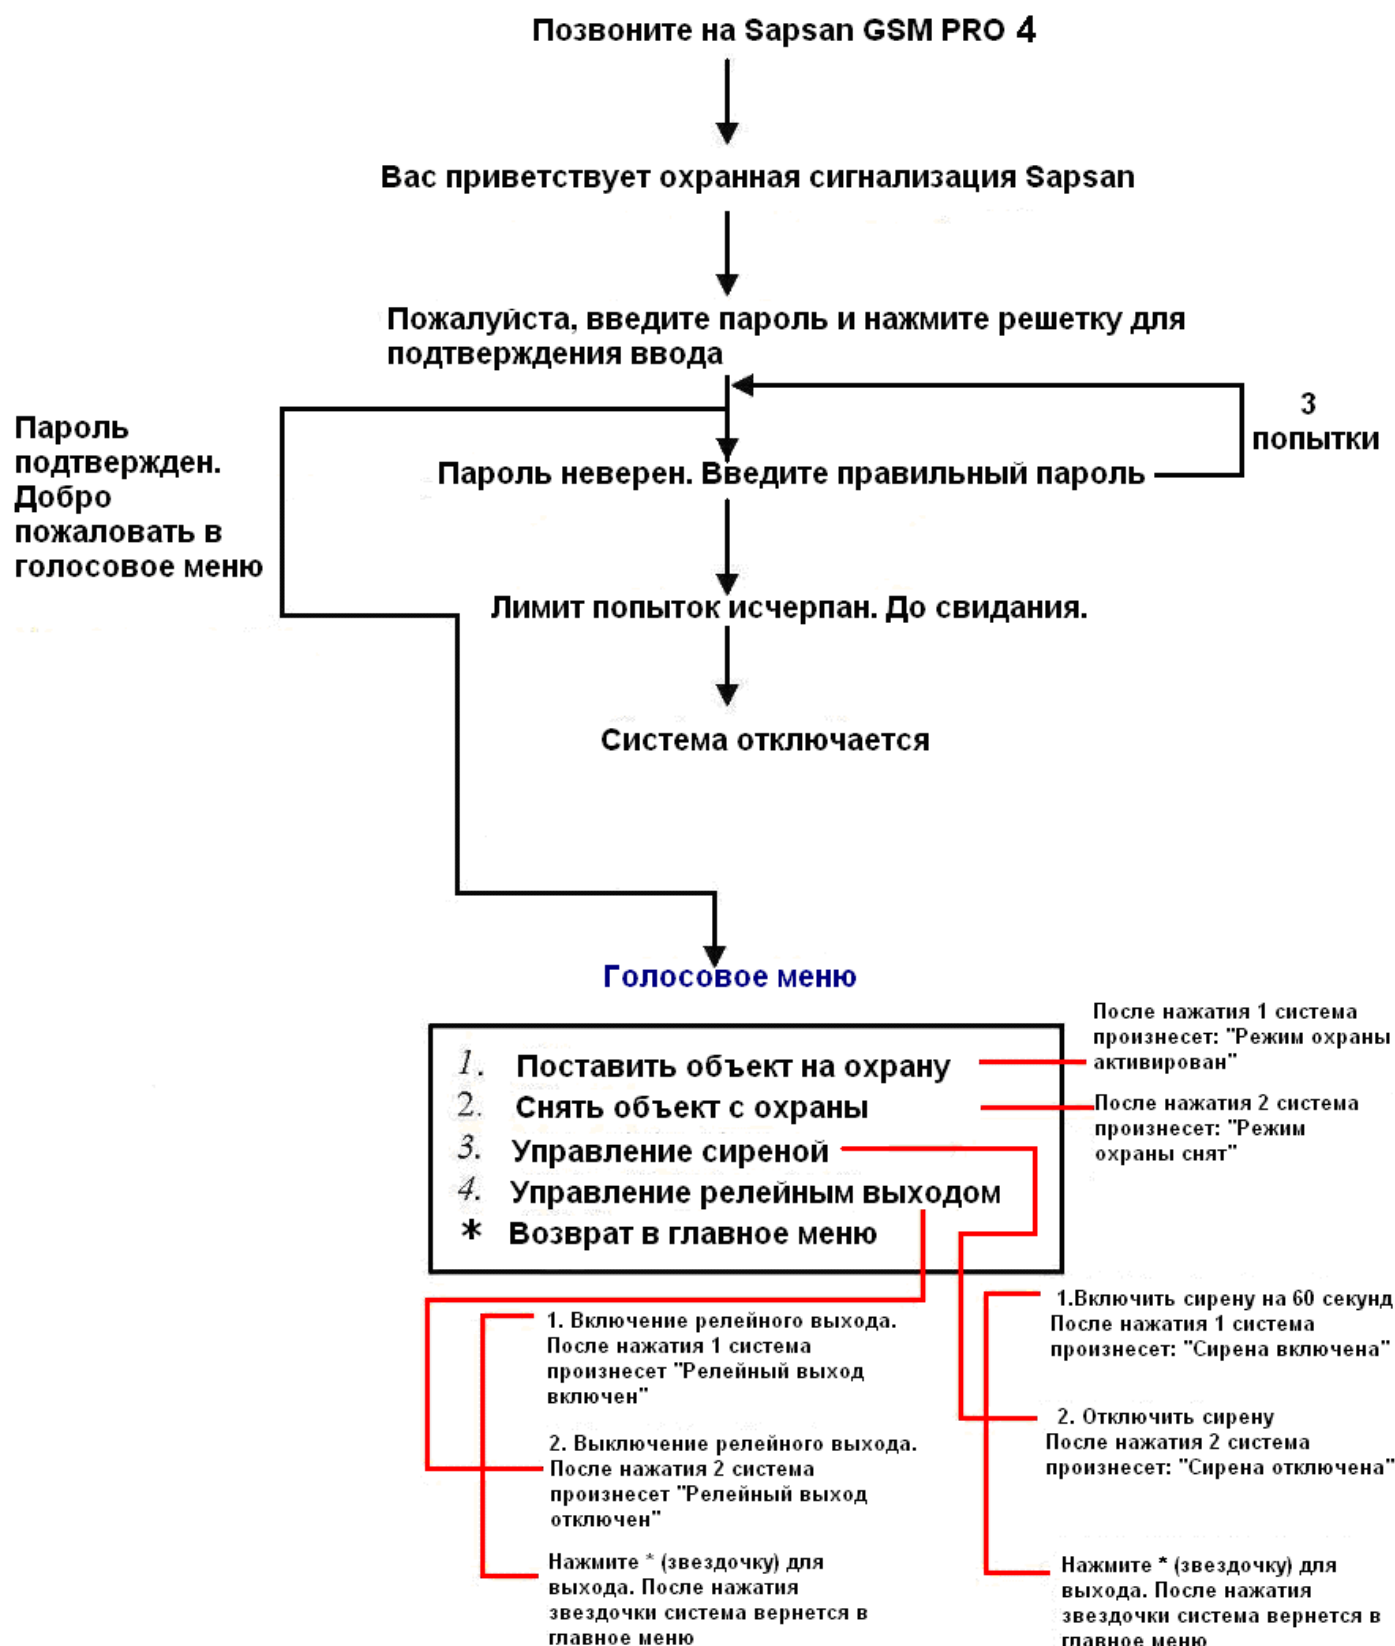 Позвоните на Sapsan GSM PRO 4
Вас приветствует охранная сигнализация Sapsan
Пожалуйста, введите пароль и нажмите решетку для
подтверждения ввода
3
попытки
Пароль
подтвержден.
Добро
пожаловать в
голосовое меню
Пароль неверен. Введите правильный пароль
Лимит попыток исчерпан. До свидания.
Система отключается
Голосовое меню
1. Поставить объект на охрану
2. Снять объект с охраны
3. Управление сиреной
4. Управление релейным выходом
* Возврат в главное меню
После нажатия 1 система
произнесет: "Режим охраны
активирован"
После нажатия 2 система
произнесет: "Режим
охраны снят"
1. Включение релейного выхода.
После нажатия 1 система
произнесет "Релейный выход
включен"
2. Выключение релейного выхода.
После нажатия 2 система
произнесет "Релейный выход
отключен"
Нажмите * (звездочку) для
выхода. После нажатия
звездочки система вернется в
главное меню
1.Включить сирену на 60 секунд
После нажатия 1 система
произнесет: "Сирена включена"
2. Отключить сирену
После нажатия 2 система
произнесет: "Сирена отключена"
Нажмите * (звездочку) для
выхода. После нажатия
звездочки система вернется в
главное меню